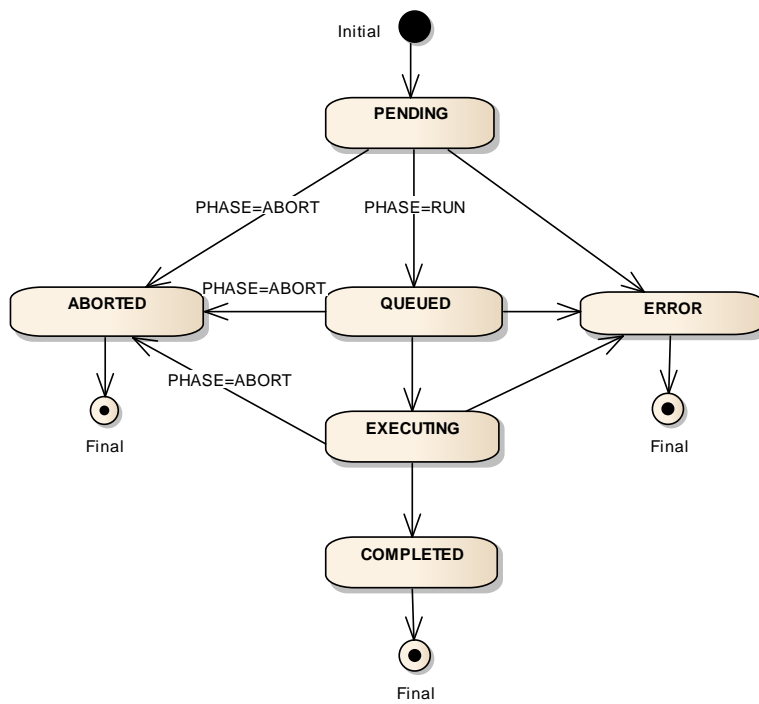 Initial
PENDING
PHASE=ABORT
PHASE=RUN
ABORTED
PHASE=ABORT
QUEUED
ERROR
PHASE=ABORT
EXECUTING
Final
Final
COMPLETED
Final